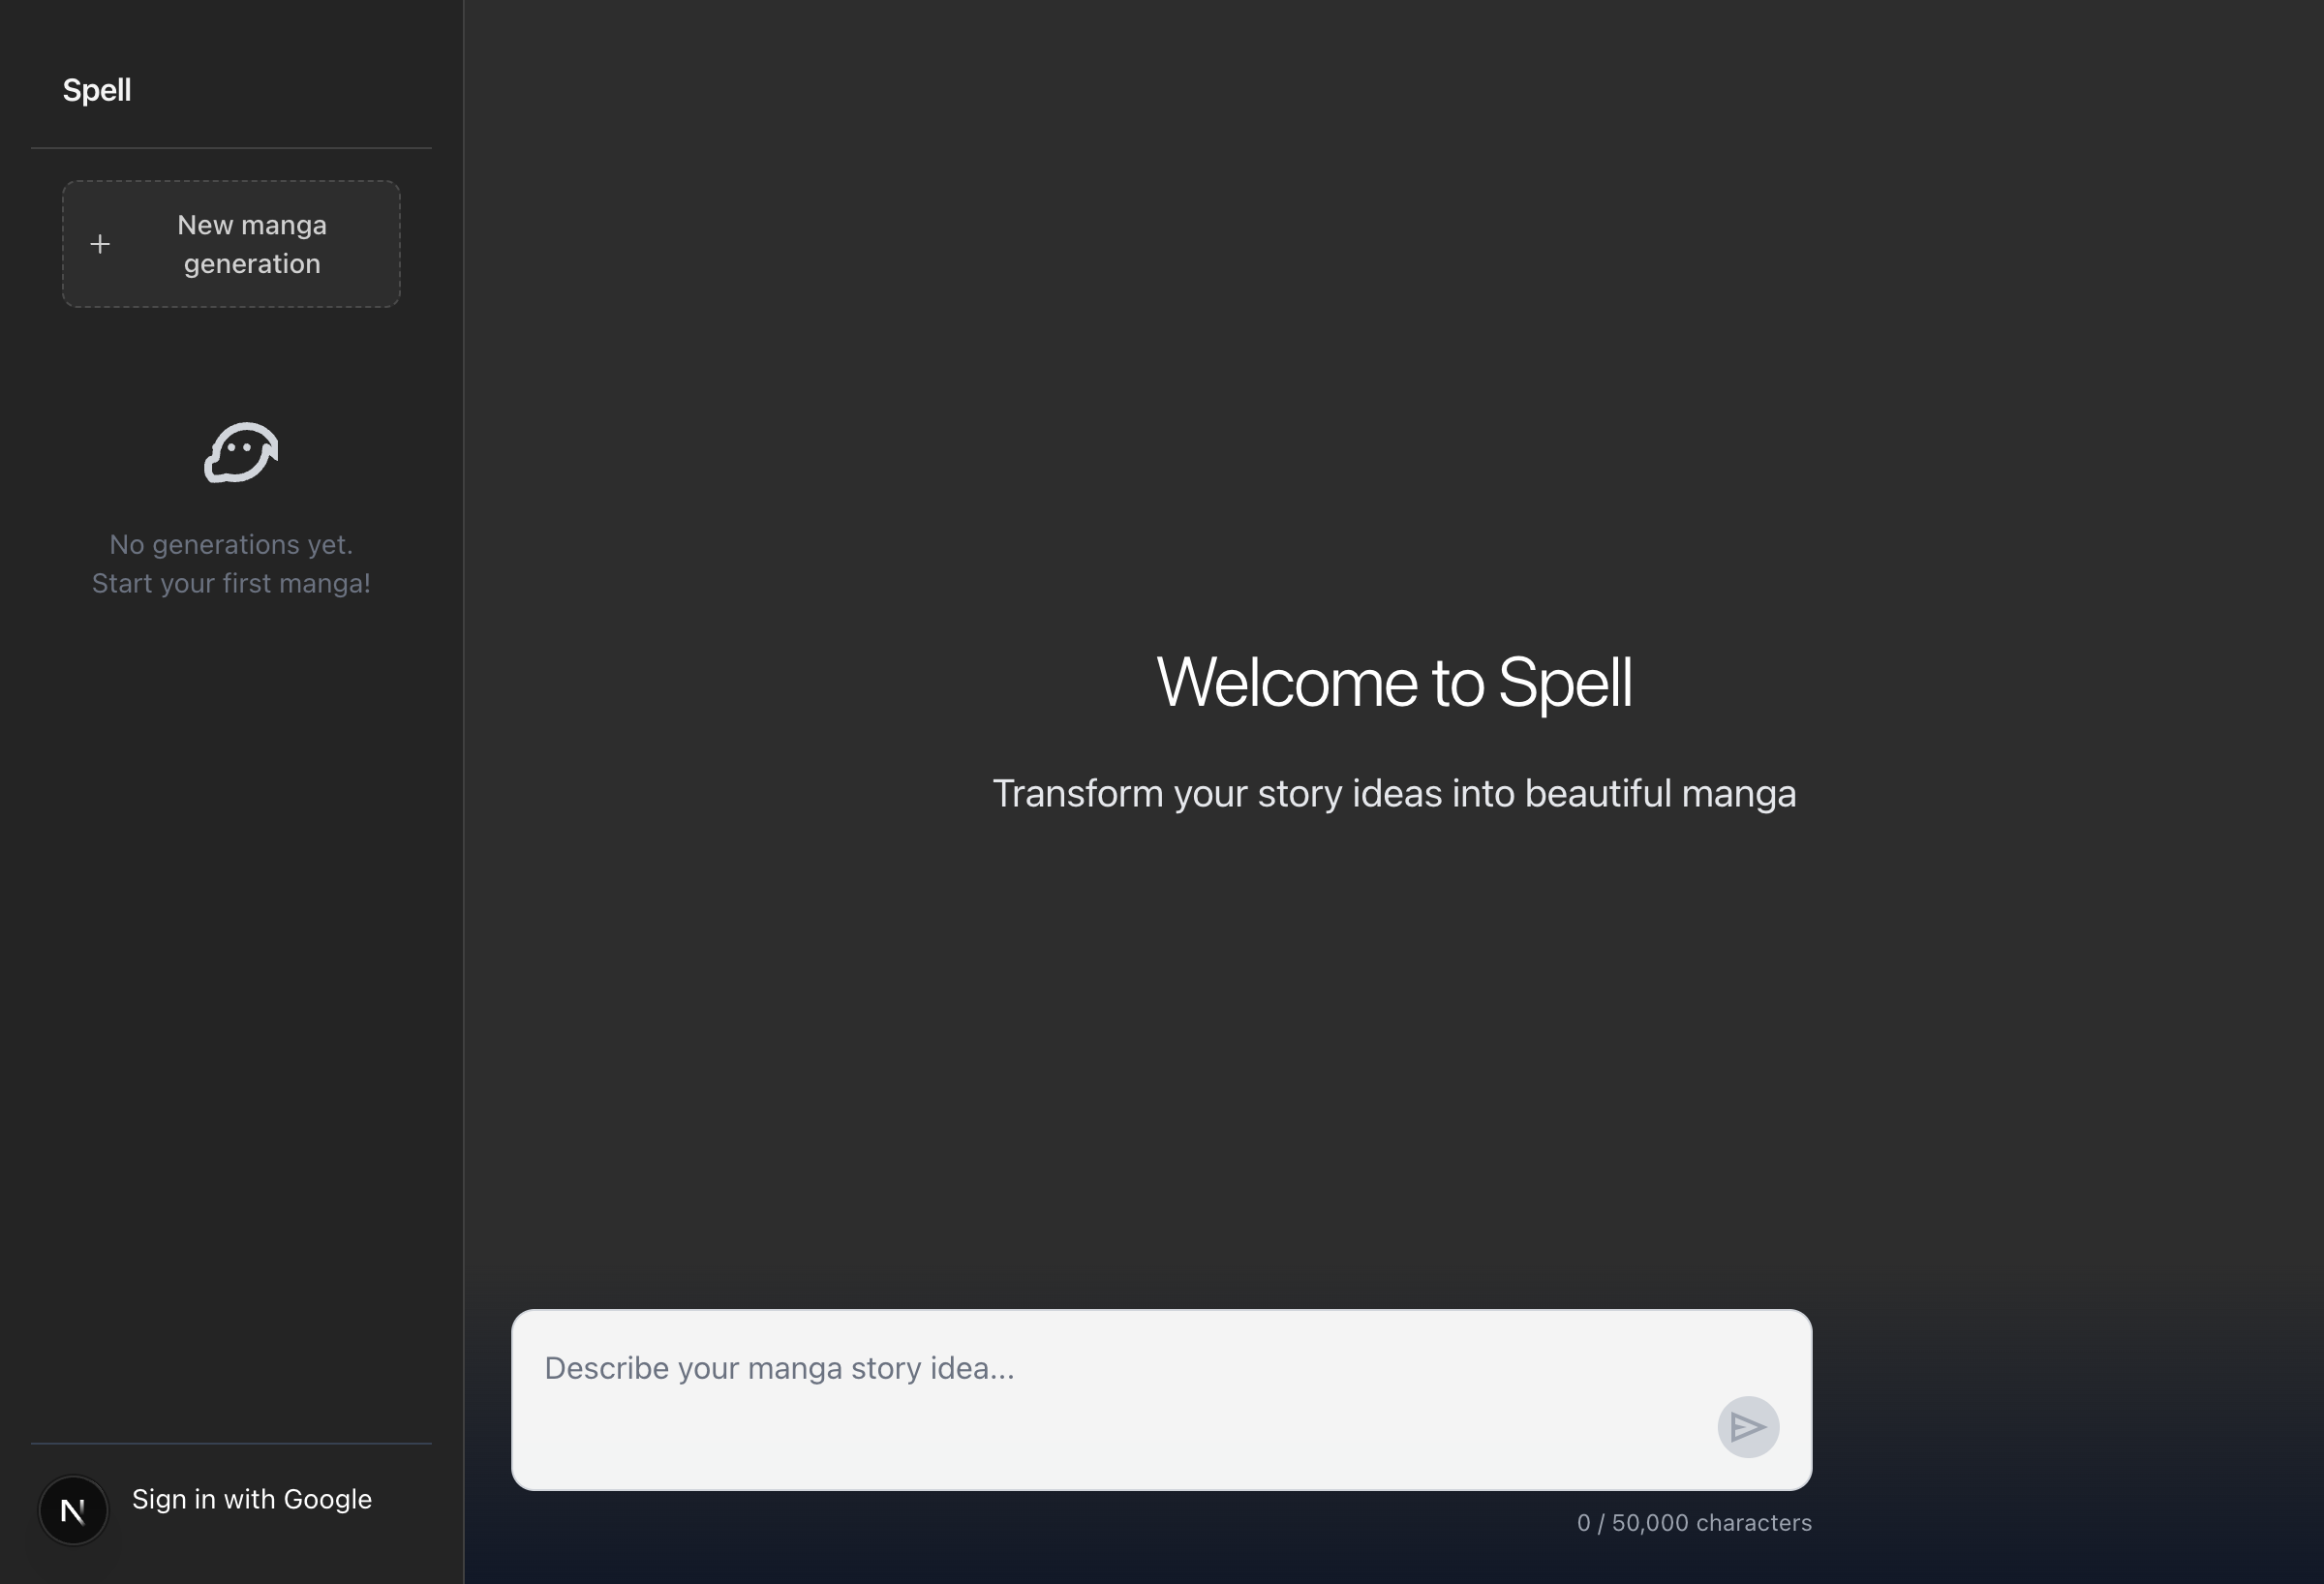 Spell
New manga
generation
No generations yet.
Start your first manga!
Welcome to Spell
Transform your story ideas into beautiful manga
Describe your manga story idea...
0 / 50,000 characters
N
Sign in with Google